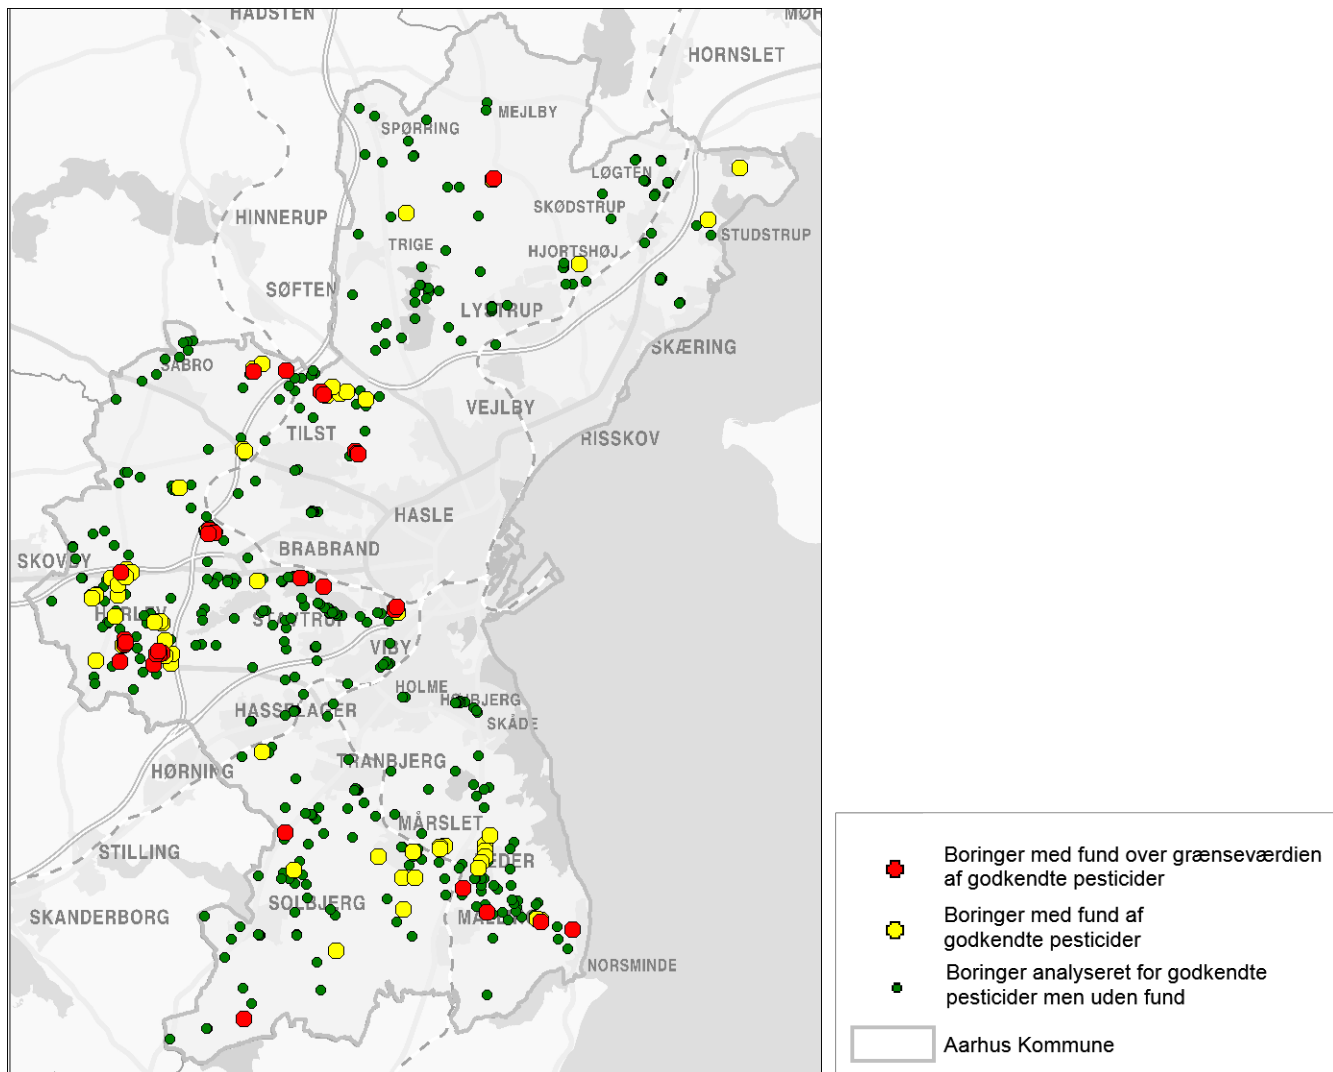 HADSTEN
MØR
HORNSLET
MEJLBY
SPØRRING
LØGTEN
SKØDSTRUP
HINNERUP
STUDSTRUP
TRIGE
HJORTSHØJ
SØFTEN
LYSTRUP
SKÆRING
SABRO
VEJLBY
TILST
RISSKOV
HASLE
BRABRAND
SKOVBY
HARLEV
STAVTRUP
VIBY
HOLME
HØJBJERG
HASSELAGER
SKÅDE
TRANBJERG
HØRNING
MÅRSLET
STILLING
EDER
SOLBJERG
SKANDERBORG
MALL
NORSMINDE
Boringer med fund over grænseværdien
af godkendte pesticider
Boringer med fund af
godkendte pesticider
Boringer analyseret for godkendte
pesticider men uden fund
Aarhus Kommune